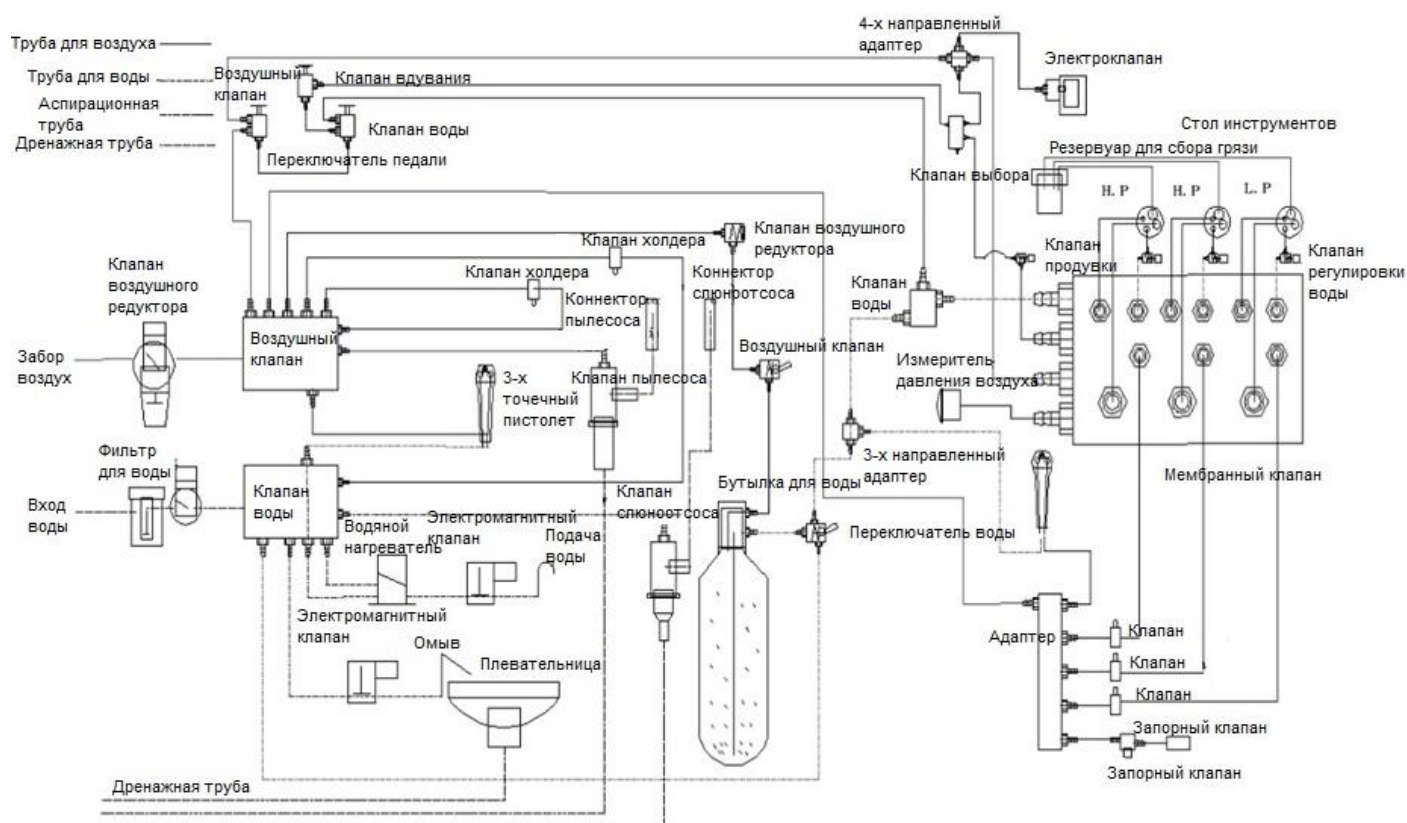 4-х направленный
адаптер
Труба для воздуха
Труба для воды
Аспирационная
труба
Дренажная труба
Воздушный
клапан
Клапан вдувания
Клапан воды
Переключатель педали
Электроклапан
Стол инструментов
Резервуар для сбора грязи
Клапан выбора
H. P
H. P
L. P
Клапан воздушного
редуктора
Клапан холдера
Клапан холдера
Коннектор
слюноотсоса
Коннектор
пылесоса
Клапан
продувки
Клапан
регулировки
воды
Клапан
воздушного
редуктора
Клапан
воды
Забор
воздух
Воздушный
клапан
3-х
точечный
пистолет
Клапан пылесоса
Воздушный клапан
Измеритель
давления воздуха
Фильтр
для воды
Вход
воды
Клапан
воды
Водяной
нагреватель
Электромагнитный
клапан
Подача
воды
Клапан
слюоотсоса
Бутылка для воды
3-х направленный
адаптер
Мембранный клапан
Переключатель воды
Электромагнитный
клапан
Омыв
Плевательница
Адаптер
Клапан
Клапан
Клапан
Запорный клапан
Запорный клапан
Дренажная труба